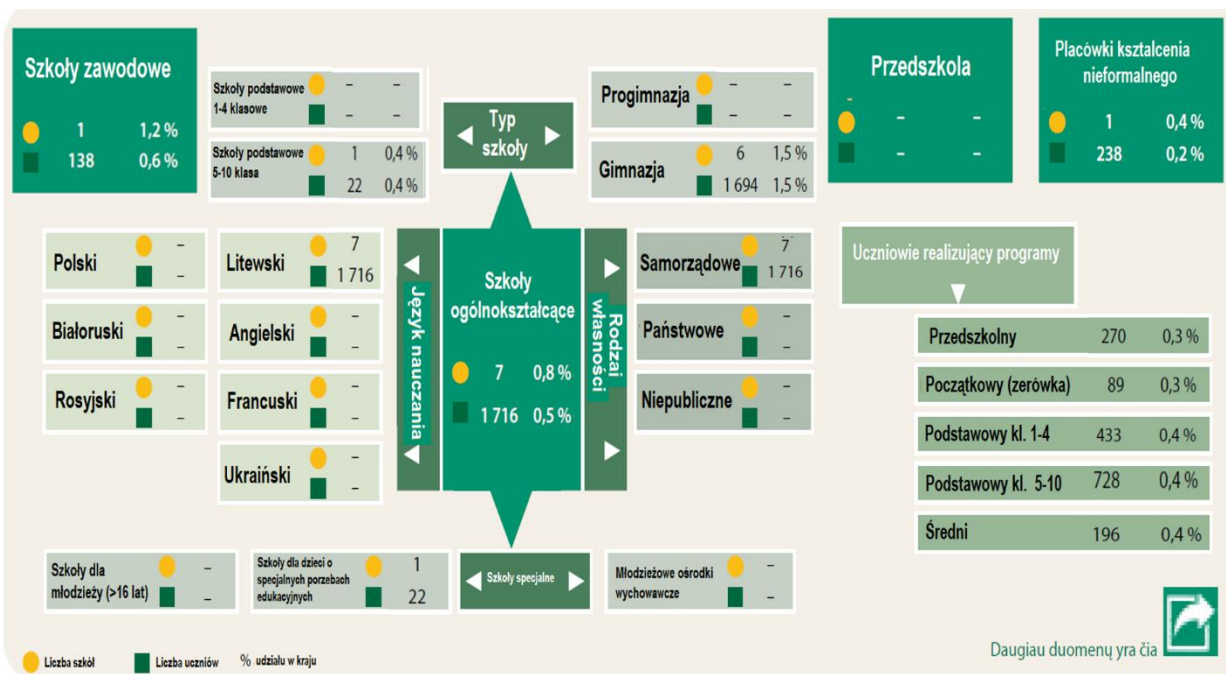 Szkoły zawodowe
1 1,2 %
138 0,6 %
Szkoły podstawowe
1-4 klasowe
– –
– –
Szkoły podstawowe
5-10 klasa
1 0,4 %
22 0,4 %
Typ
szkoły
Progimnazja
– –
– –
Gimnazja
6 1,5 %
1 694 1,5 %
Przedszkola
– –
– –
Placówki ksztalcenia
nieformalnego
1 0,4 %
238 0,2 %
Polski
–
–
Litewski
7
1 716
Białoruski
–
–
Angielski
–
–
Rosyjski
–
–
Francuski
–
–
Ukraiński
–
–
Język nauczania
Szkoły
ogólnokształcące
7 0,8 %
1 716 0,5 %
Rodzai
własności
Samorządowe
7
1 716
Państwowe
–
–
Niepubliczne
–
–
Uczniowie realizujący programy
Przedszkolny 270 0,3 %
Początkowy (zerówka) 89 0,3 %
Podstawowy kl. 1-4 433 0,4 %
Podstawowy kl. 5-10 728 0,4 %
Średni 196 0,4 %
Szkoły dla
młodzieży (>16 lat)
–
–
Szkoły dla dzieci o
specjalnych porzebach
edukacyjnych
1
22
Szkoły specjalne
Młodzieżowe ośrodki
wychowawcze
–
–
Daugiau duomenų yra čia
Liczba szkół Liczba uczniów % udziału w kraju